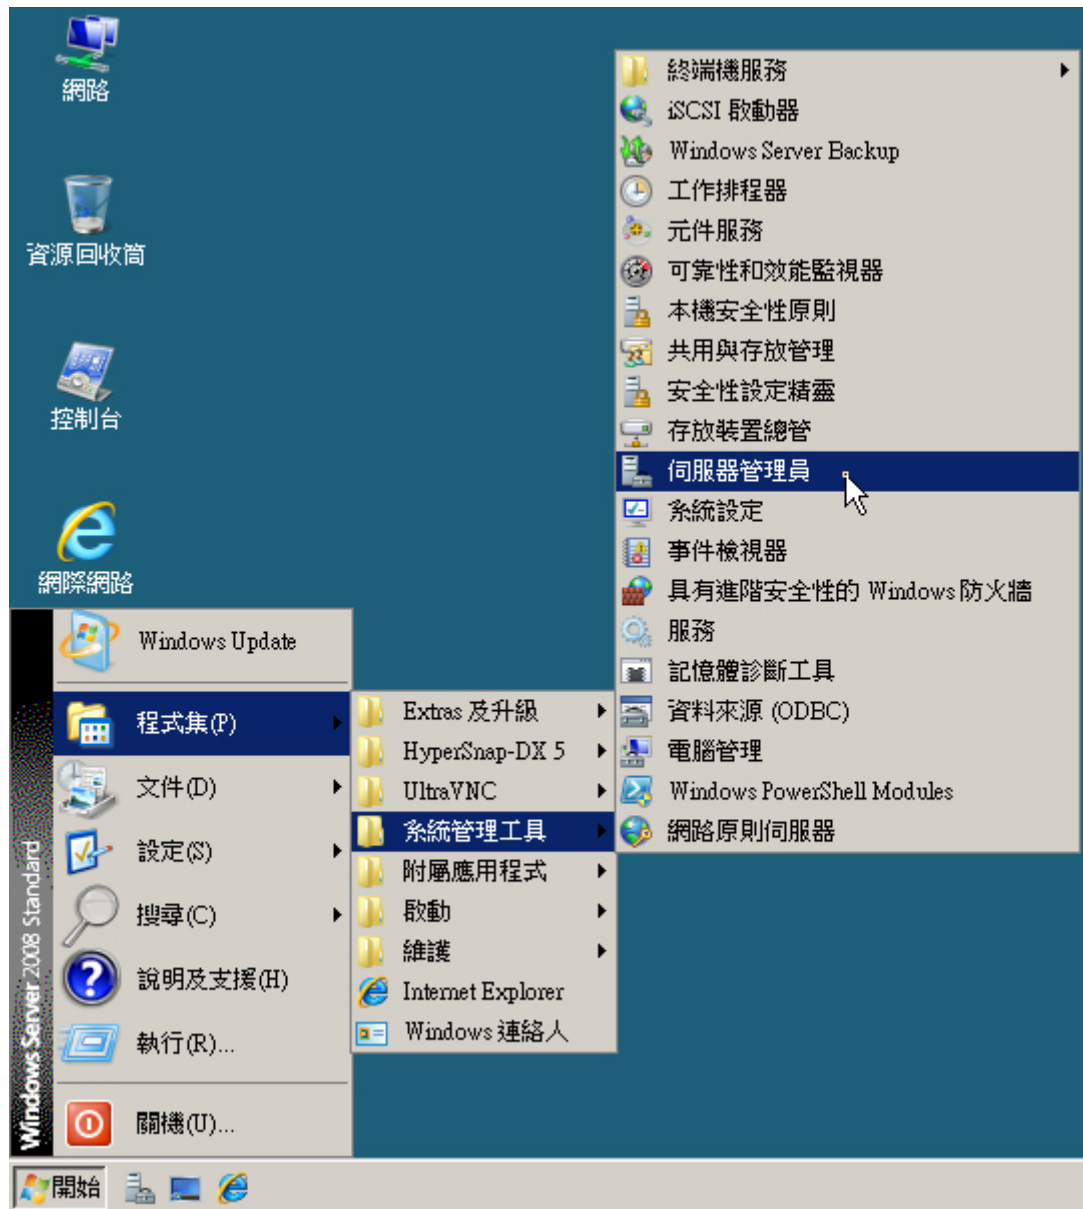 網路
資源回收筒
控制台
網際網路
終端機服務
iSCSI 啟動器
Windows Server Backup
工作排程器
元件服務
可靠性和效能監視器
本機安全性原則
共用與存放管理
安全性設定精靈
存放裝置總管
伺服器管理員
系統設定
事件檢視器
具有進階安全性的 Windows 防火牆
服務
記憶體診斷工具
資料來源 (ODBC)
電腦管理
Windows PowerShell Modules
網路原則伺服器
Windows Update
程式集(P)
文件(D)
設定(S)
搜尋(C)
說明及支援(H)
執行(R)...
關機(U)...
Windows Server 2008 Standard
Extras 及升級
HyperSnap-DX 5
UltraVNC
系統管理工具
附屬應用程式
啟動
維護
Internet Explorer
Windows 連絡人
開始